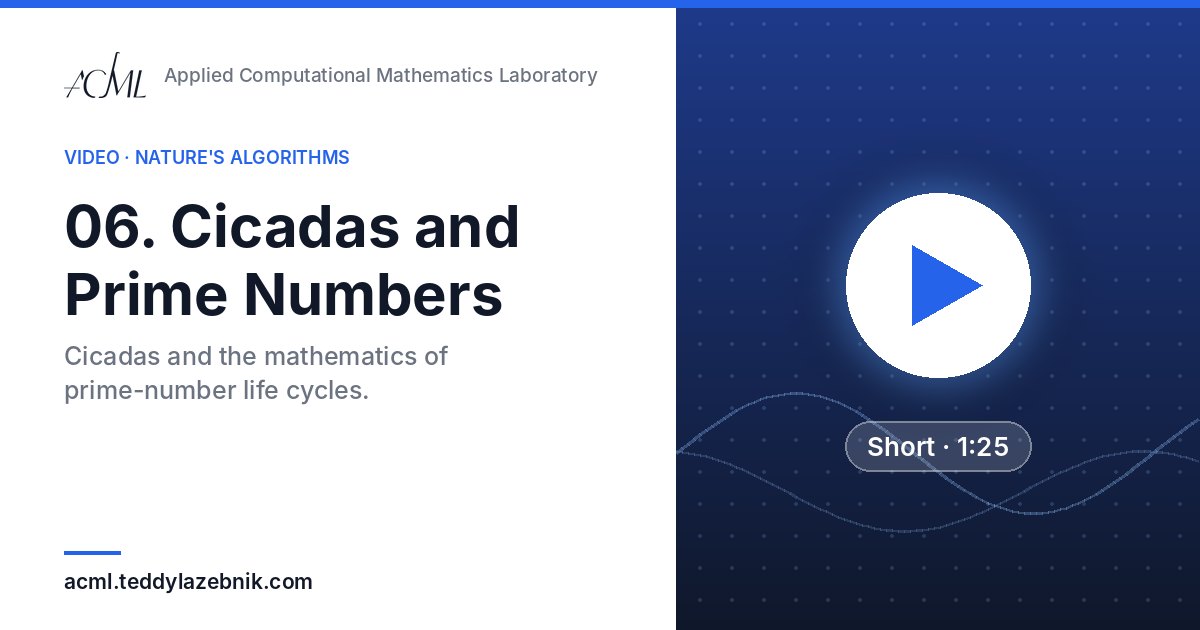 ACML
Applied Computational Mathematics Laboratory
VIDEO · NATURE'S ALGORITHMS
06. Cicadas and
Prime Numbers
Cicadas and the mathematics of
prime-number life cycles.
Short · 1:25
acml.teddylazebnik.com